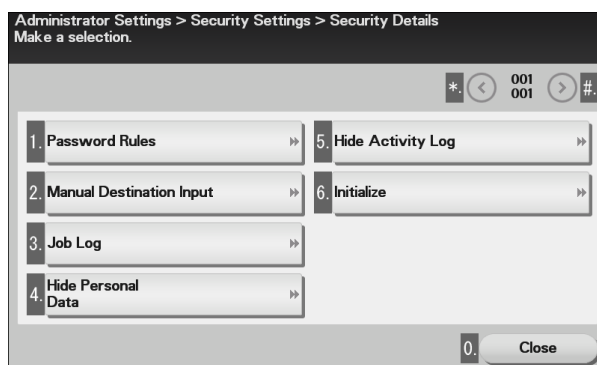 Administrator Settings > Security Settings > Security Details
Make a selection.
*. 001 #.
001
1. Password Rules
2. Manual Destination Input
3. Job Log
4. Hide Personal
Data
5. Hide Activity Log
6. Initialize
0. Close